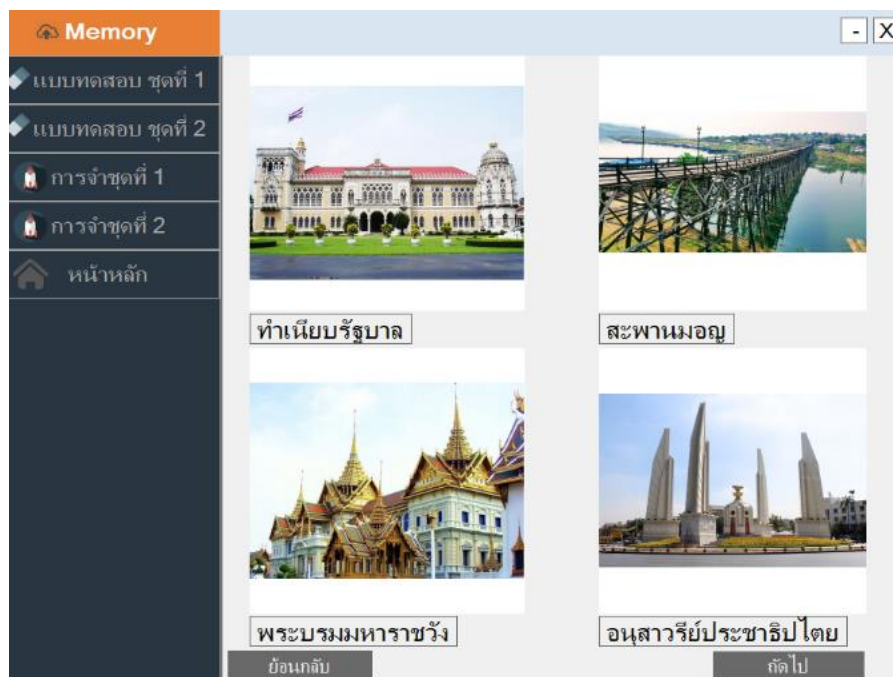 Memory
- X
แบบทดสอบ ชุดที่ 1
แบบทดสอบ ชุดที่ 2
การจำชุดที่ 1
การจำชุดที่ 2
หน้าหลัก
ทำเนียบรัฐบาล
สะพานมอญ
พระบรมมหาราชวัง
อนุสาวรีย์ประชาธิปไตย
ย้อนกลับ
ถัดไป